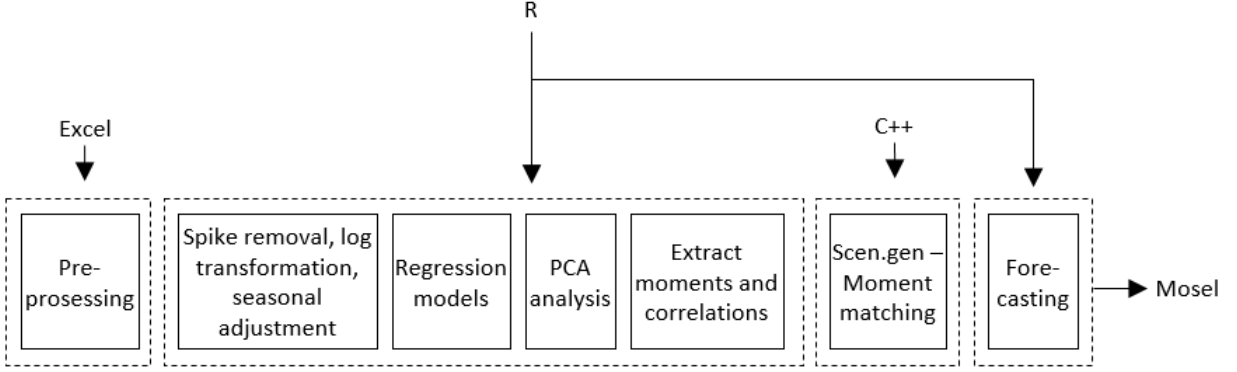 R
Excel
C++
Pre-
prosessing
Spike removal, log
transformation,
seasonal
adjustment
Regression
models
PCA
analysis
Extract
moments and
correlations
Scen.gen –
Moment
matching
Fore-
casting
Mosel